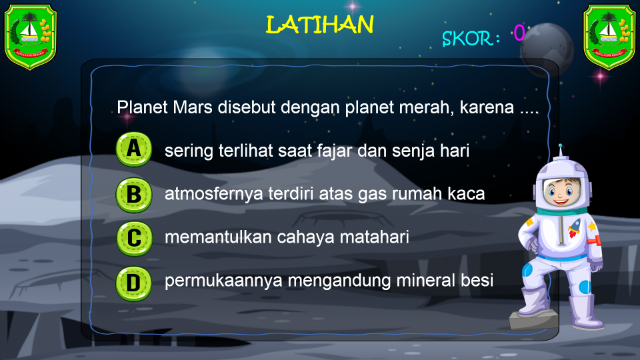 LATIHAN
SKOR: 0
Planet Mars disebut dengan planet merah, karena ....
A sering terlihat saat fajar dan senja hari
B atmosfernya terdiri atas gas rumah kaca
C memantulkan cahaya matahari
D permukaannya mengandung mineral besi